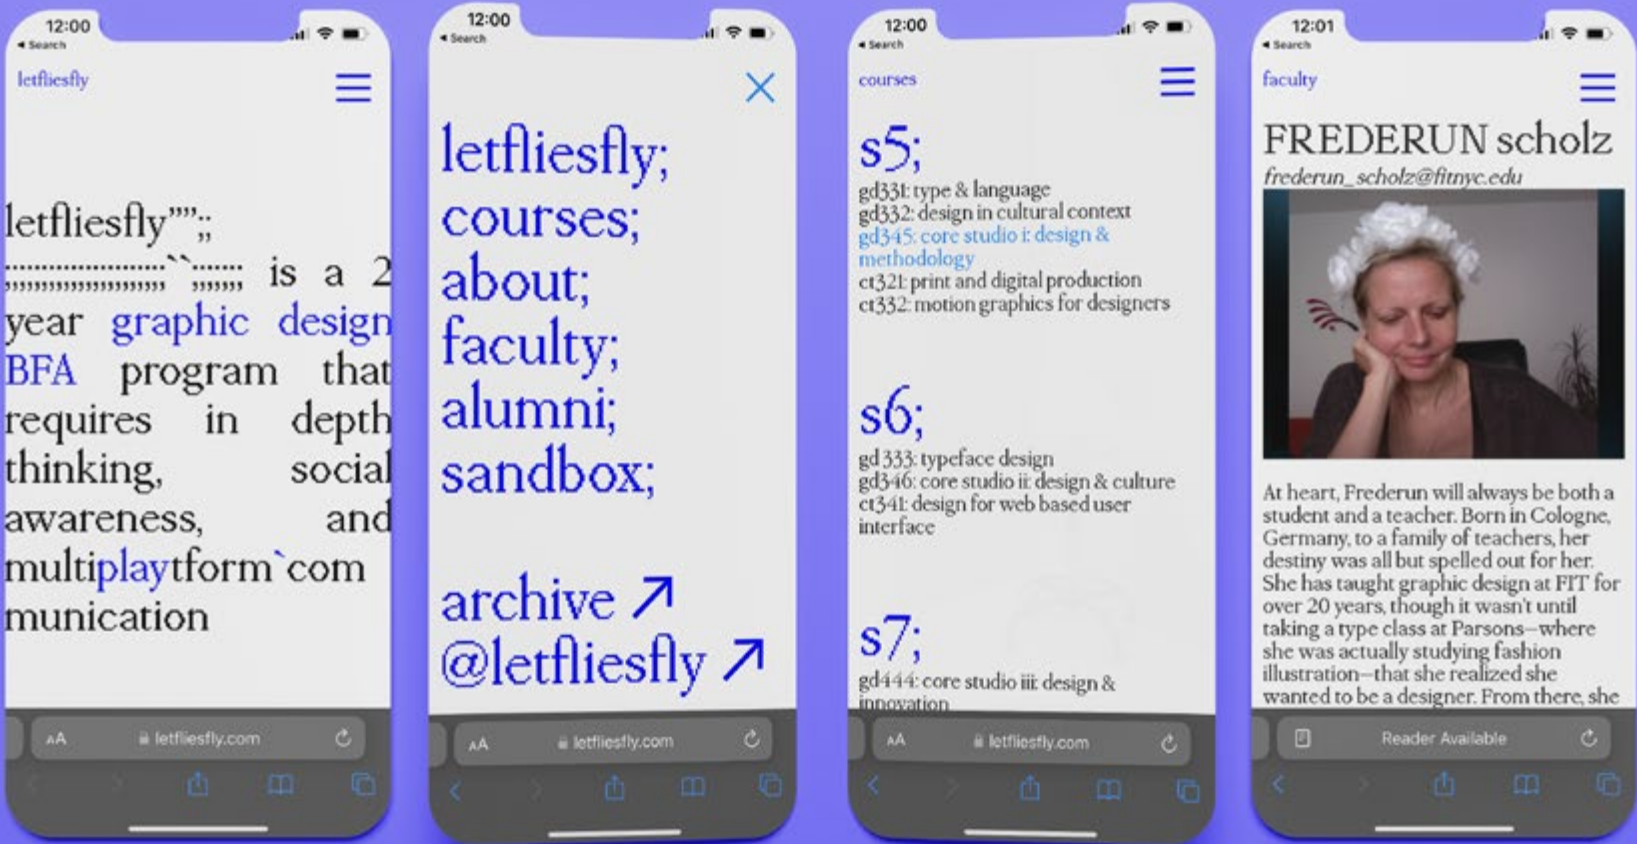 12:00
Search
letfliesfly
letfliesfly””;;
;;;;;;;;;;;;;;;;;;;;;;;``;;;;;;; is a 2
year graphic design
BFA program that
requires in depth
thinking, social
awareness, and
multiplaytform`com
munication
AA letfliesfly.com
12:00
Search
letfliesfly;
courses;
about;
faculty;
alumni;
sandbox;
archive ↗
@letfliesfly ↗
AA letfliesfly.com
12:00
Search
courses
s5;
gd331: type & language
gd332: design in cultural context
gd345: core studio i: design &
methodology
ct321: print and digital production
ct332: motion graphics for designers
s6;
gd 333: typeface design
gd346: core studio ii: design & culture
ct341: design for web based user
interface
s7;
gd444: core studio iii: design &
innovation
AA letfliesfly.com
12:01
Search
faculty
FREDERUN scholz
frederun_scholz@fitnyc.edu
At heart, Frederun will always be both a
student and a teacher. Born in Cologne,
Germany, to a family of teachers, her
destiny was all but spelled out for her.
She has taught graphic design at FIT for
over 20 years, though it wasn't until
taking a type class at Parsons—where
she was actually studying fashion
illustration—that she realized she
wanted to be a designer. From there, she
Reader Available